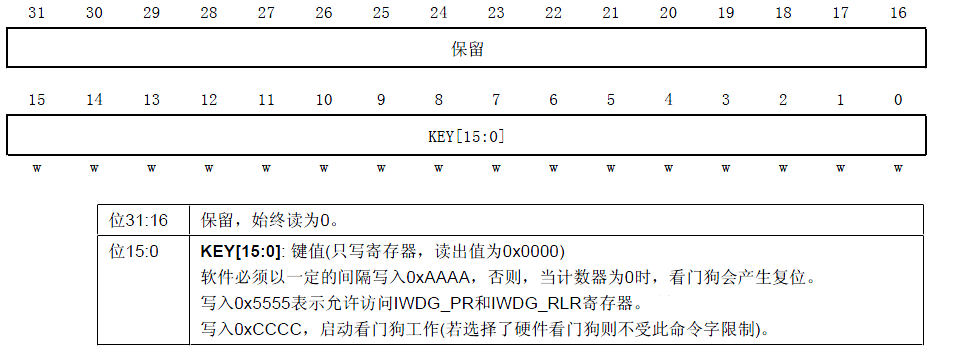 31 30 29 28 27 26 25 24 23 22 21 20 19 18 17 16
保留
15 14 13 12 11 10 9 8 7 6 5 4 3 2 1 0
KEY[15:0]
w w w w w w w w w w w w w w w w
位31:16 保留，始终读为0。
位15:0 KEY[15:0]: 键值(只写寄存器，读出值为0x0000)
软件必须以一定的间隔写入0xAAAA，否则，当计数器为0时，看门狗会产生复位。
写入0x5555表示允许访问IWDG_PR和IWDG_RLR寄存器。
写入0xCCCC，启动看门狗工作(若选择了硬件看门狗则不受此命令字限制)。